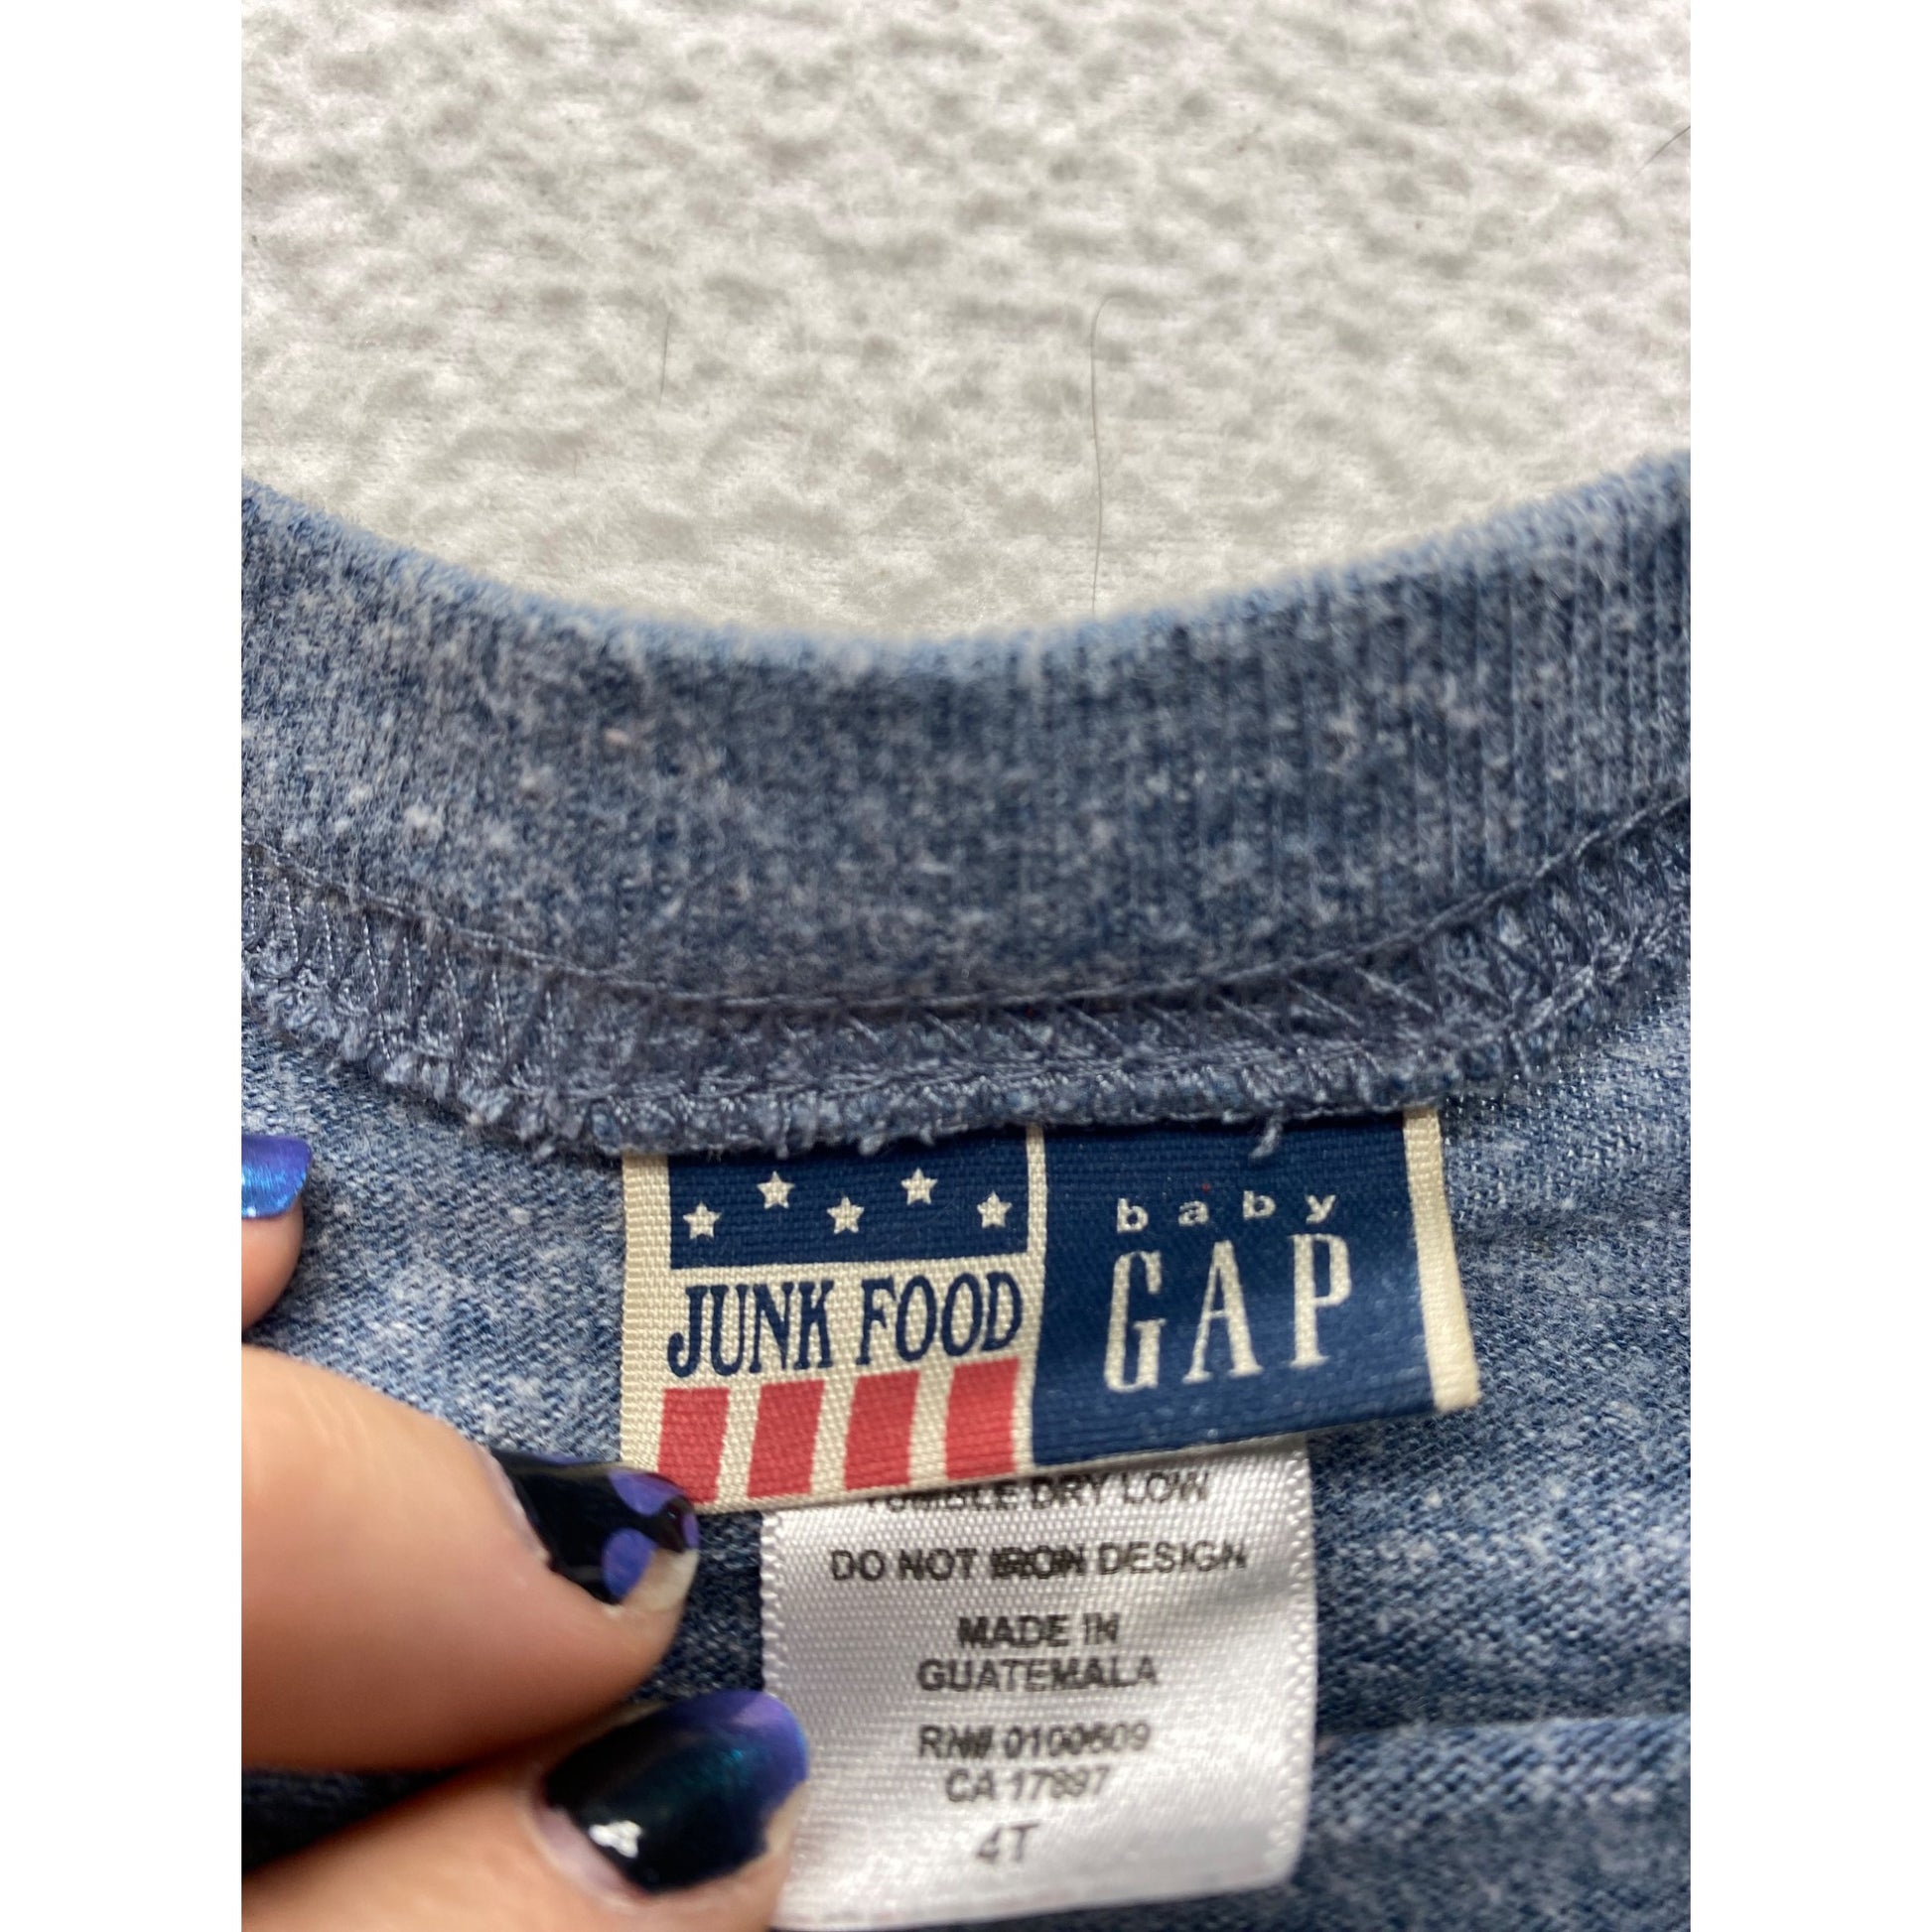 JUNK FOOD
baby
GAP
TUMBLE DRY LOW
DO NOT IRON DESIGN
MADE IN
GUATEMALA
RN# 0100609
CA 17897
4T